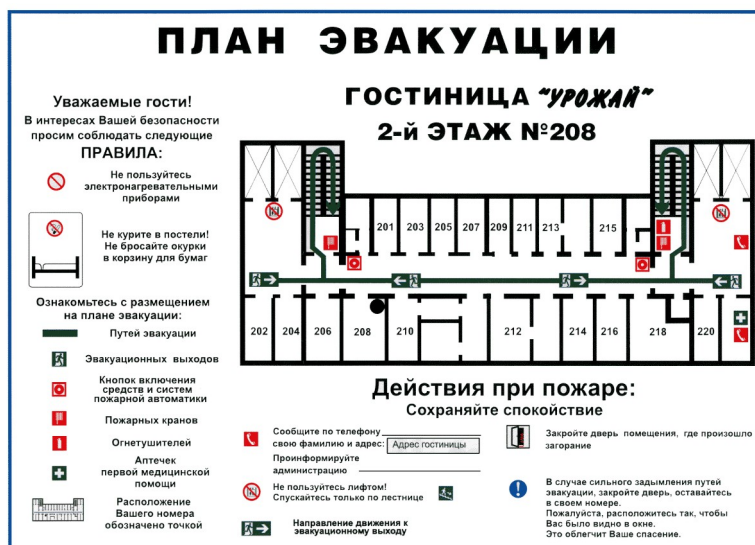 ПЛАН ЭВАКУАЦИИ
ГОСТИНИЦА "УРОЖАЙ"
2-й ЭТАЖ №208
Уважаемые гости!
В интересах Вашей безопасности
просим соблюдать следующие
ПРАВИЛА:
Не пользуйтесь
электронагревательными
приборами
Не курите в постели!
Не бросайте окурки
в корзину для бумаг
Ознакомьтесь с размещением
на плане эвакуации:
Путей эвакуации
Эвакуационных выходов
Кнопок включения
средств и систем
пожарной автоматики
Пожарных кранов
Огнетушителей
Аптечек
первой медицинской
помощи
Расположение
Вашего номера
обозначено точкой
201 203 205 207 209 211 213 215
202 204 206 208 210 212 214 216 218 220
Действия при пожаре:
Сохраняйте спокойствие
Сообщите по телефону
свою фамилию и адрес: Адрес гостиницы
Проинформируйте
администрацию
Не пользуйтесь лифтом!
Спускайтесь только по лестнице
Направление движения к
эвакуационному выходу
Закройте дверь помещения, где произошло
загорание
В случае сильного задымления путей
эвакуации, закройте дверь, оставайтесь
в своем номере.
Пожалуйста, расположитесь так, чтобы
Вас было видно в окне.
Это облегчит Ваше спасение.